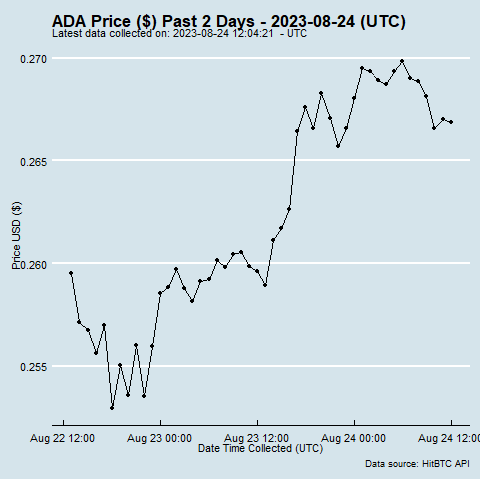 ADA Price ($) Past 2 Days - 2023-08-24 (UTC)
Latest data collected on: 2023-08-24 12:04:21 - UTC
0.270
0.265
0.260
0.255
Price USD ($)
Aug 22 12:00 Aug 23 00:00 Aug 23 12:00 Aug 24 00:00 Aug 24 12:00
Date Time Collected (UTC)
Data source: HitBTC API